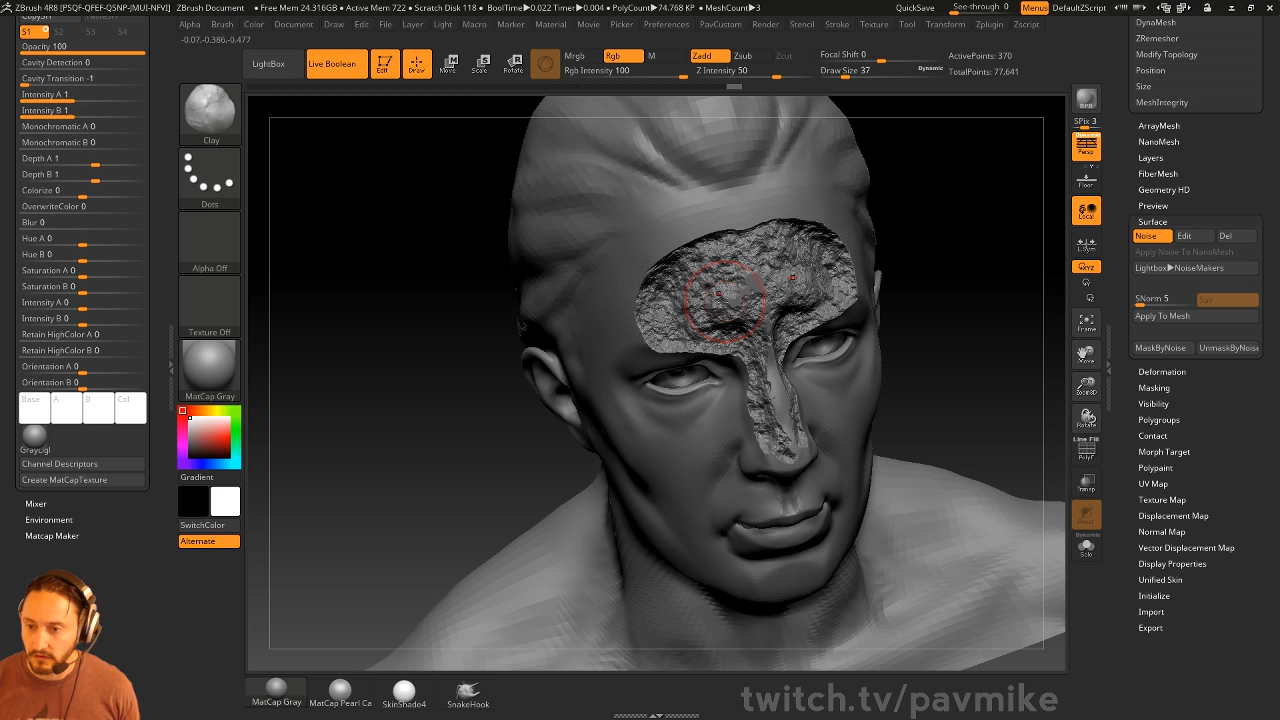 ZBrush 4R8 [PSQF-QFEF-QSNP-JMUI-NVI] ZBrush Document • Free Mem 24.316GB • Active Mem 722 • Scratch Disk 118 • BoolTime▶0.022 Timer▶0.004 • PolyCount▶74.768 KP • MeshCount▶3 QuickSave See-through 0 Menus DefaultZScript
Alpha Brush Color Document Draw Edit File Layer Light Macro Marker Material Movie Picker Preferences PavCustom Render Stencil Stroke Texture Tool Transform Zplugin Zscript
-0.07,-0.386,-0.477
S1 S2 S3 S4
Opacity 100
Cavity Detection 0
Cavity Transition -1
Intensity A 1
Intensity B 1
Monochromatic A 0
Monochromatic B 0
Depth A 1
Depth B 1
Colorize 0
OverwriteColor 0
Blur 0
Hue A 0
Hue B 0
Saturation A 0
Saturation B 0
Intensity A 0
Intensity B 0
Retain HighColor A 0
Retain HighColor B 0
Orientation A 0
Orientation B 0
Base A B Col
GrayLigl
Channel Descriptors
Create MatCapTexture
Mixer
Environment
Matcap Maker
LightBox
Live Boolean
Edit
Draw
Move
Scale
Rotate
Mrgb Rgb M
Rgb Intensity 100
Zadd Zsub Zcut
Z Intensity 50
Focal Shift 0
Draw Size 37 Dynamic
ActivePoints: 370
TotalPoints: 77,641
Clay
Dots
Alpha Off
Texture Off
MatCap Gray
Gradient
SwitchColor
Alternate
BPR
SPix 3
Dynamic
Persp
Floor
Local
L.Sym
XYZ
Frame
Move
Zoom3D
Rotate
Line Fill
PolyF
Transp
Ghost
Dynamic
Solo
DynaMesh
ZRemesher
Modify Topology
Position
Size
MeshIntegrity
ArrayMesh
NanoMesh
Layers
FiberMesh
Geometry HD
Preview
Surface
Noise Edit Del
Apply Noise To NanoMesh
Lightbox▶NoiseMakers
SNorm 5 Suv
Apply To Mesh
MaskByNoise UnmaskByNoise
Deformation
Masking
Visibility
Polygroups
Contact
Morph Target
Polypaint
UV Map
Texture Map
Displacement Map
Normal Map
Vector Displacement Map
Display Properties
Unified Skin
Initialize
Import
Export
MatCap Gray MatCap Pearl Ca SkinShade4 SnakeHook
twitch.tv/pavmike